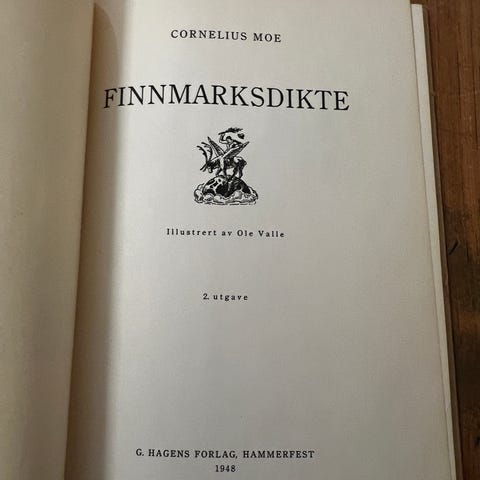 CORNELIUS MOE
FINNMARKSDIKTE
Illustrert av Ole Valle
2. utgave
G. HAGENS FORLAG, HAMMERFEST
1948